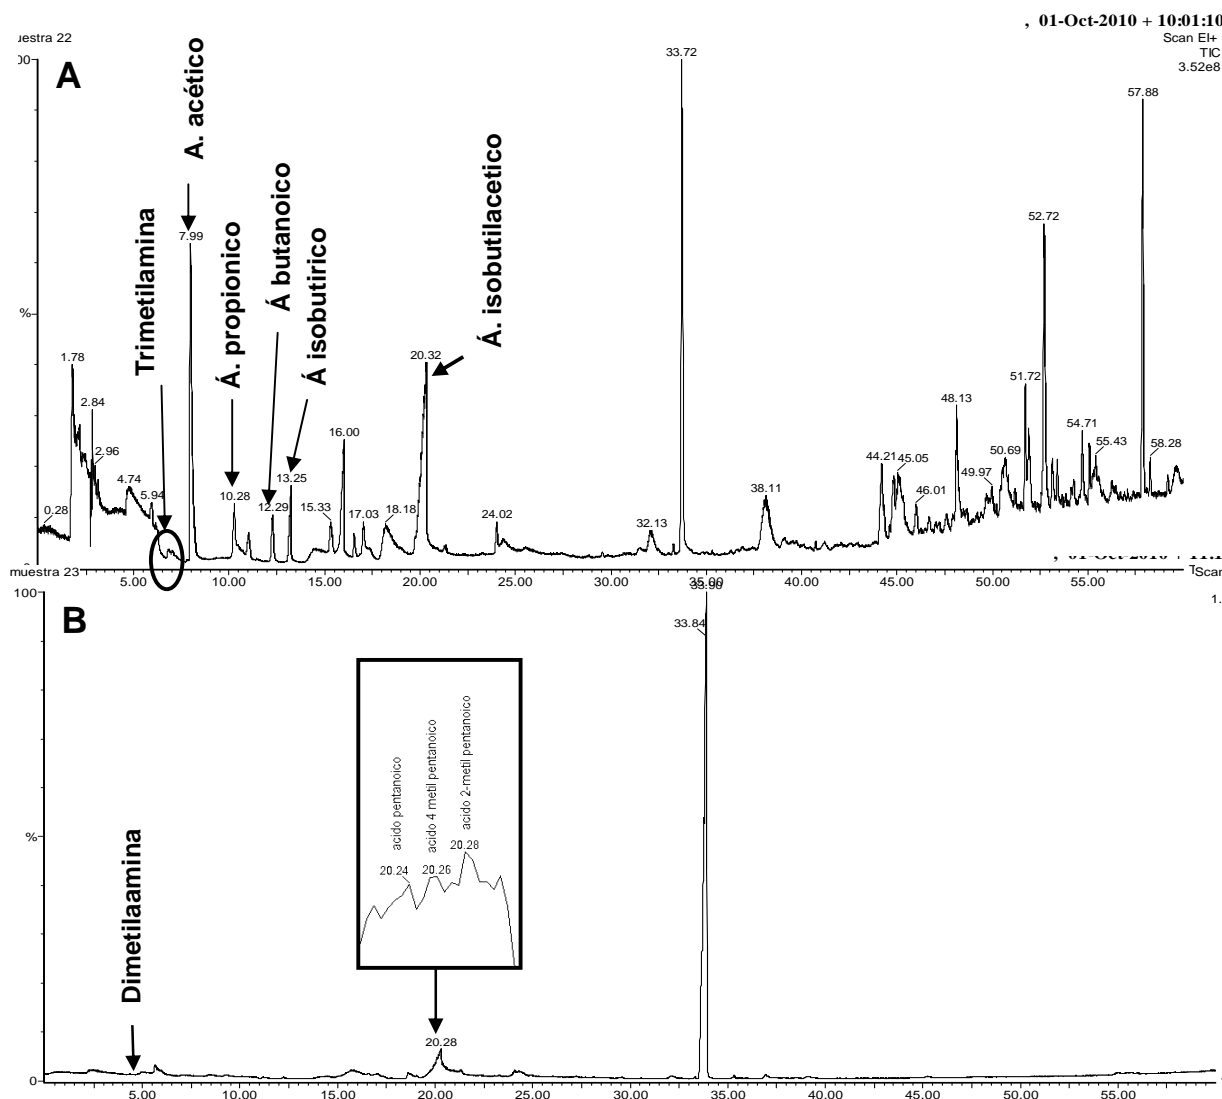 , 01-Oct-2010 + 10:01:10
uestra 22
Scan EI+
TIC
3.52e8
A
Trimetilamina
Á. acético
Á. propionico
Á butanoico
Á isobutirico
Á. isobutilacetico
%
0.28
1.78
2.84
2.96
4.74
5.94
7.99
10.28
12.29
13.25
15.33
16.00
17.03
18.18
20.32
24.02
32.13
33.72
38.11
44.21
45.05
46.01
48.13
49.97
50.69
51.72
52.72
54.71
55.43
57.88
58.28
5.00 10.00 15.00 20.00 25.00 30.00 35.00 40.00 45.00 50.00 55.00
muestra 23
Scan
1.
100
B
%
0
Dimetilaamina
acido pentanoico
acido 4 metil pentanoico
acido 2-metil pentanoico
20.24
20.26
20.28
20.28
33.84
33.90
5.00 10.00 15.00 20.00 25.00 30.00 35.00 40.00 45.00 50.00 55.00